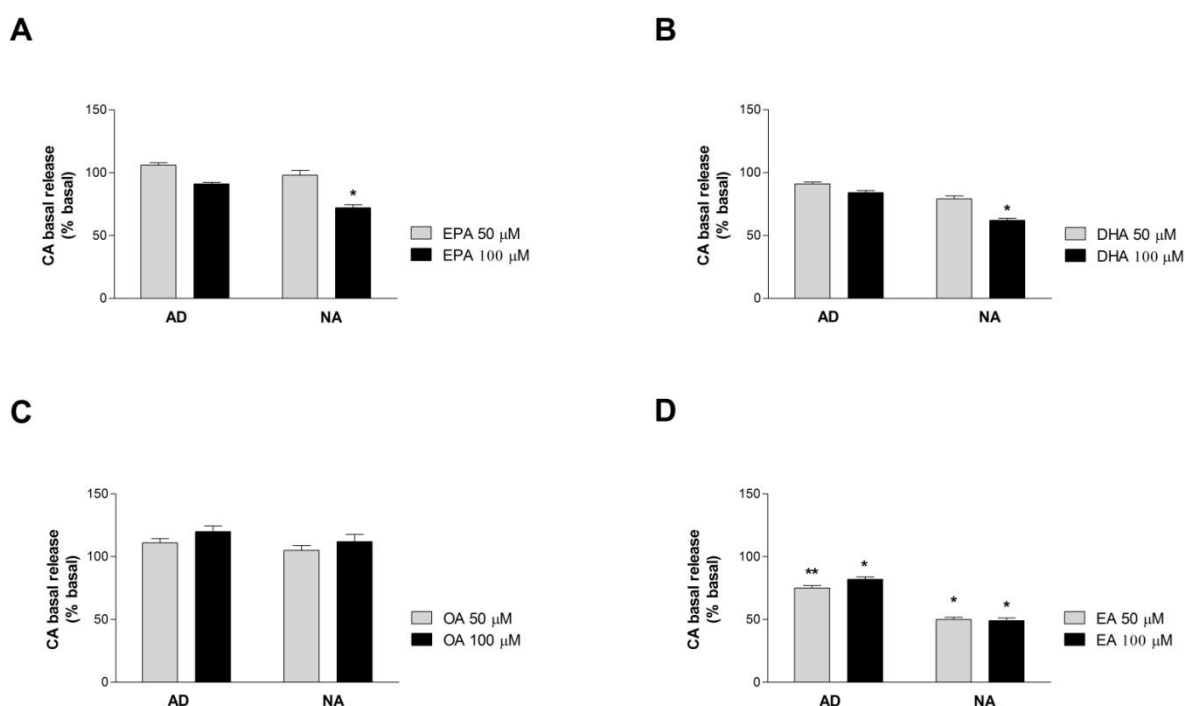 A
CA basal release
(% basal)
150
100
50
0
*
AD
NA
EPA 50 μM
EPA 100 μM
B
CA basal release
(% basal)
150
100
50
0
*
AD
NA
DHA 50 μM
DHA 100 μM
C
CA basal release
(% basal)
150
100
50
0
AD
NA
OA 50 μM
OA 100 μM
D
CA basal release
(% basal)
150
100
50
0
**
*
*
*
AD
NA
EA 50 μM
EA 100 μM